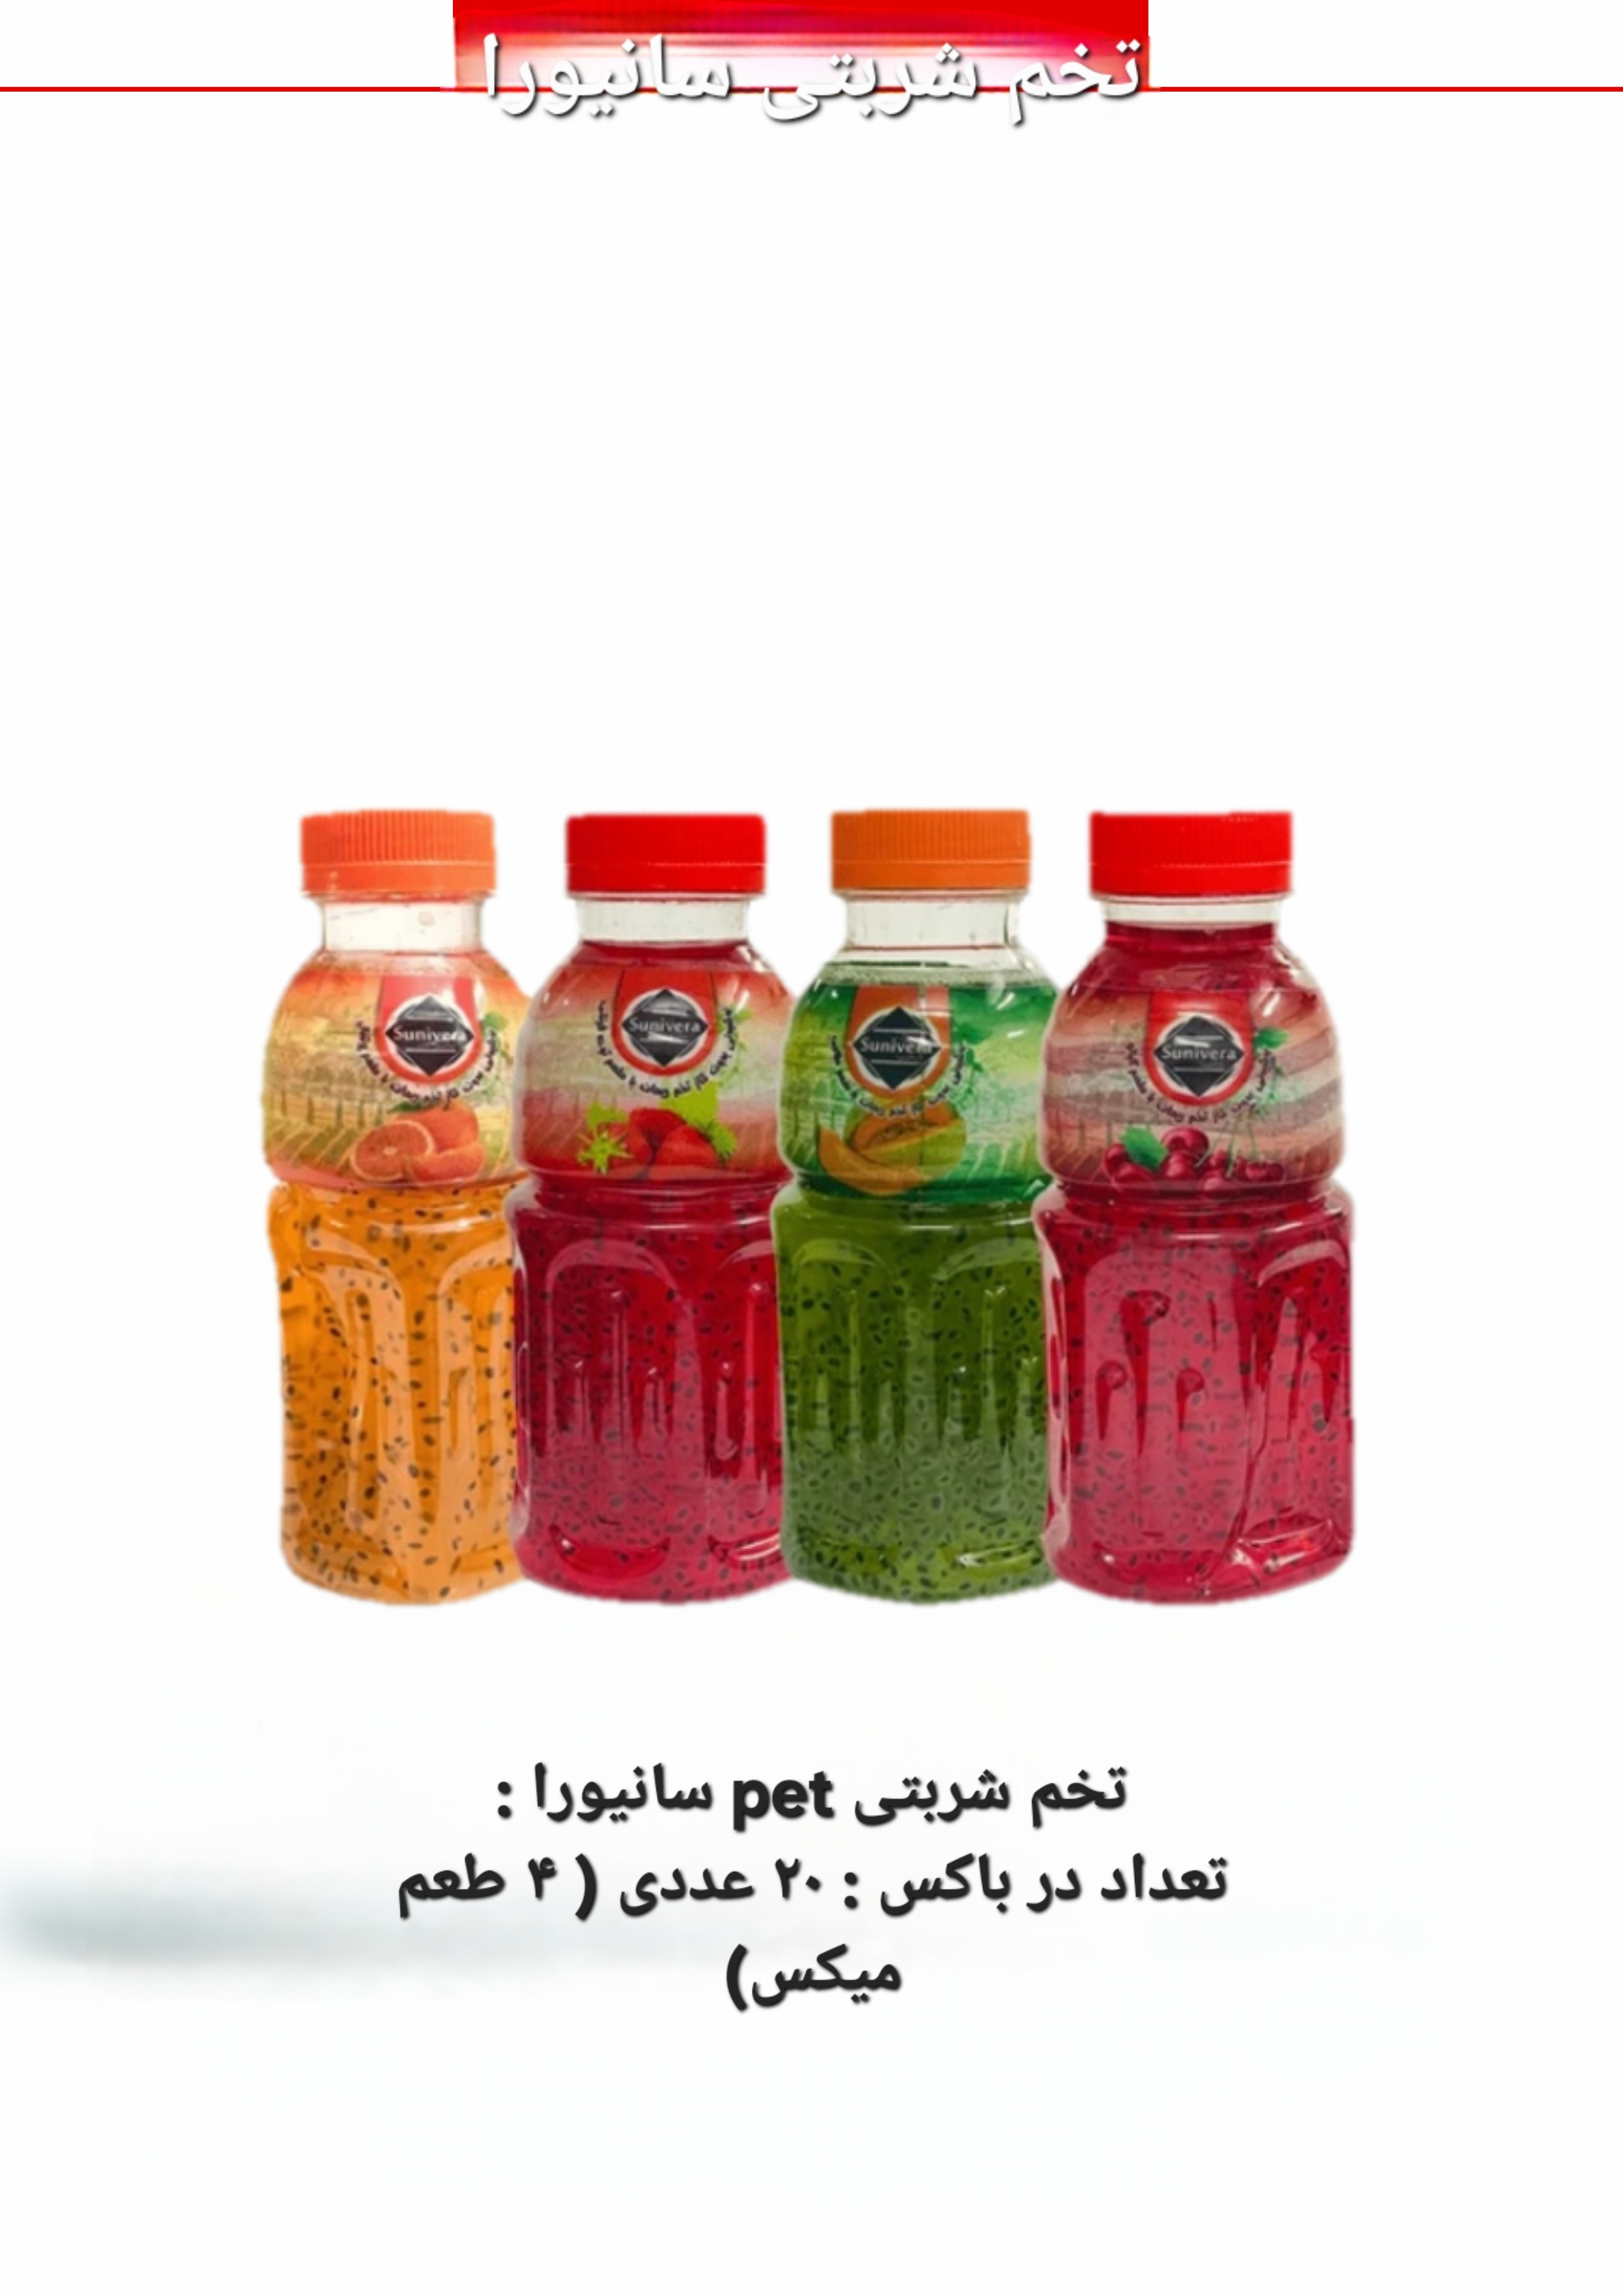 تخم شربتی سانیورا
Sunivera
Sunivera
Sunivera
Sunivera
تخم شربتی pet سانیورا :
تعداد در باکس : ۲۰ عددی ( ۴ طعم
میکس)